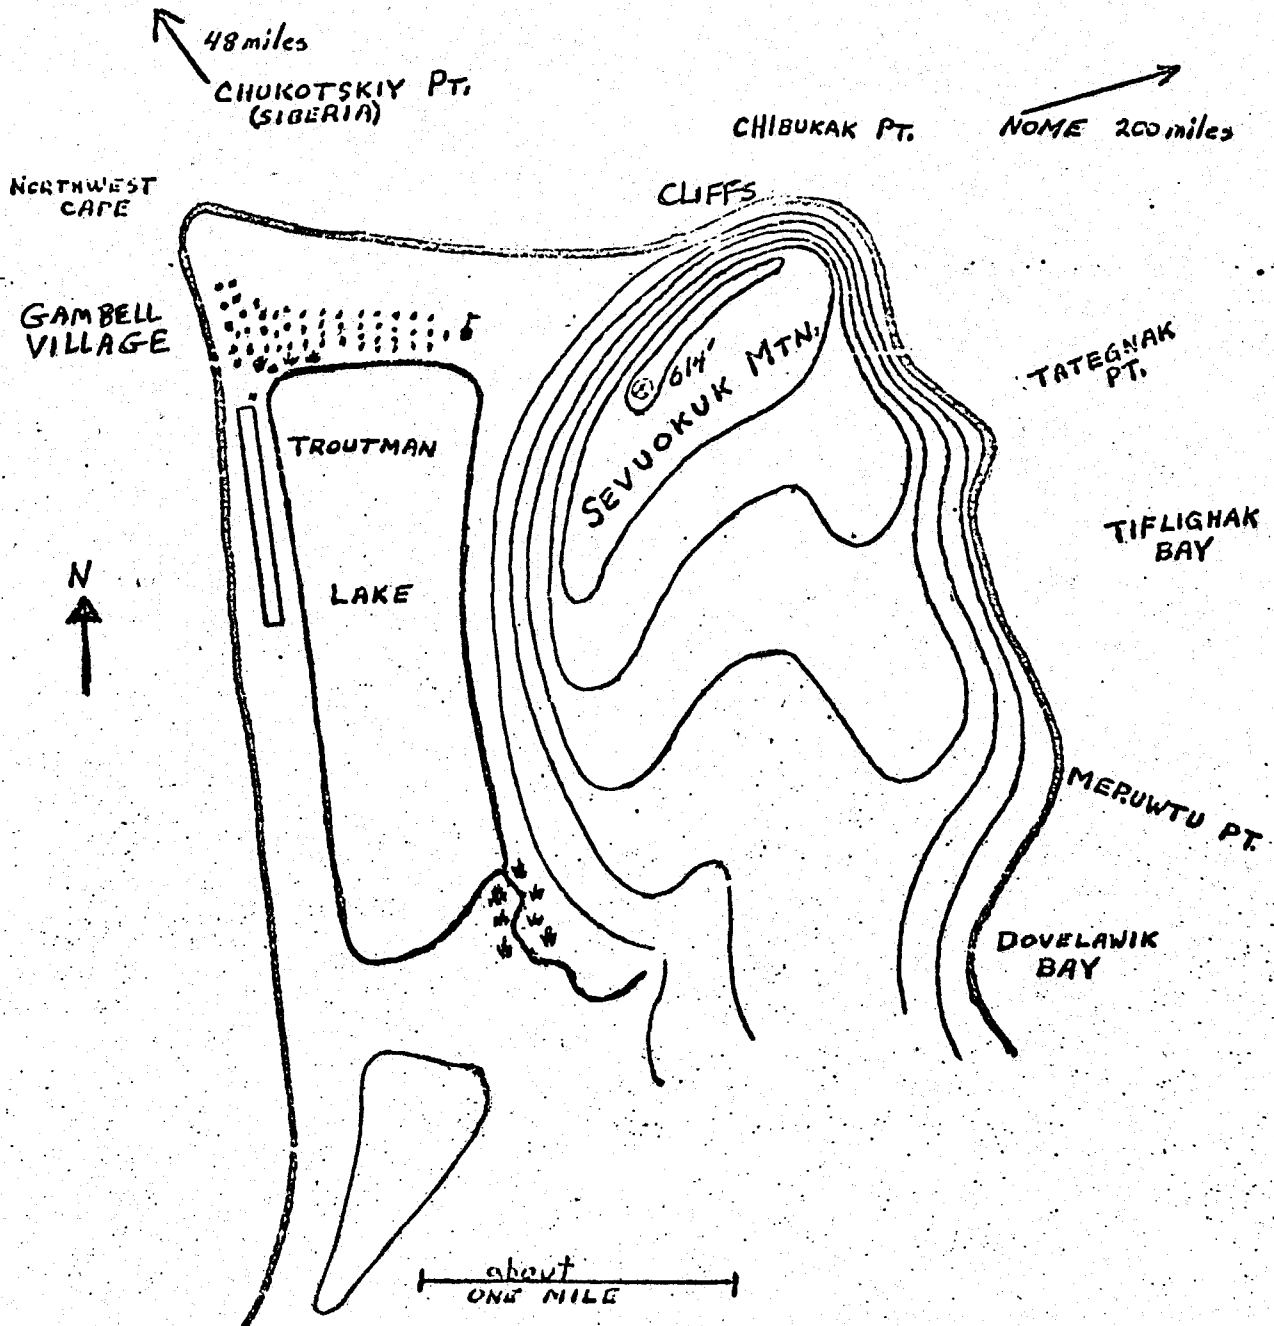 48 miles
CHUKOTSKIY PT.
(SIBERIA)
CHIBUKAK PT.
NOME 200 miles
NORTHWEST
CAPE
CLIFFS
GAMBELL
VILLAGE
614'
SEVUOKUK MTN.
TATEGNAK
PT.
TROUTMAN
LAKE
TIFLIGHAK
BAY
N
MERUWTU PT.
DOVELAWIK
BAY
about
ONE MILE